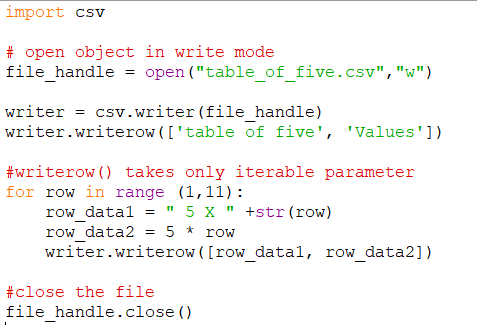 import csv
# open object in write mode
file_handle = open("table_of_five.csv","w")
writer = csv.writer(file_handle)
writer.writerow(['table of five', 'Values'])
#writerow() takes only iterable parameter
for row in range (1,11):
    row_data1 = " 5 X " +str(row)
    row_data2 = 5 * row
    writer.writerow([row_data1, row_data2])
#close the file
file_handle.close()